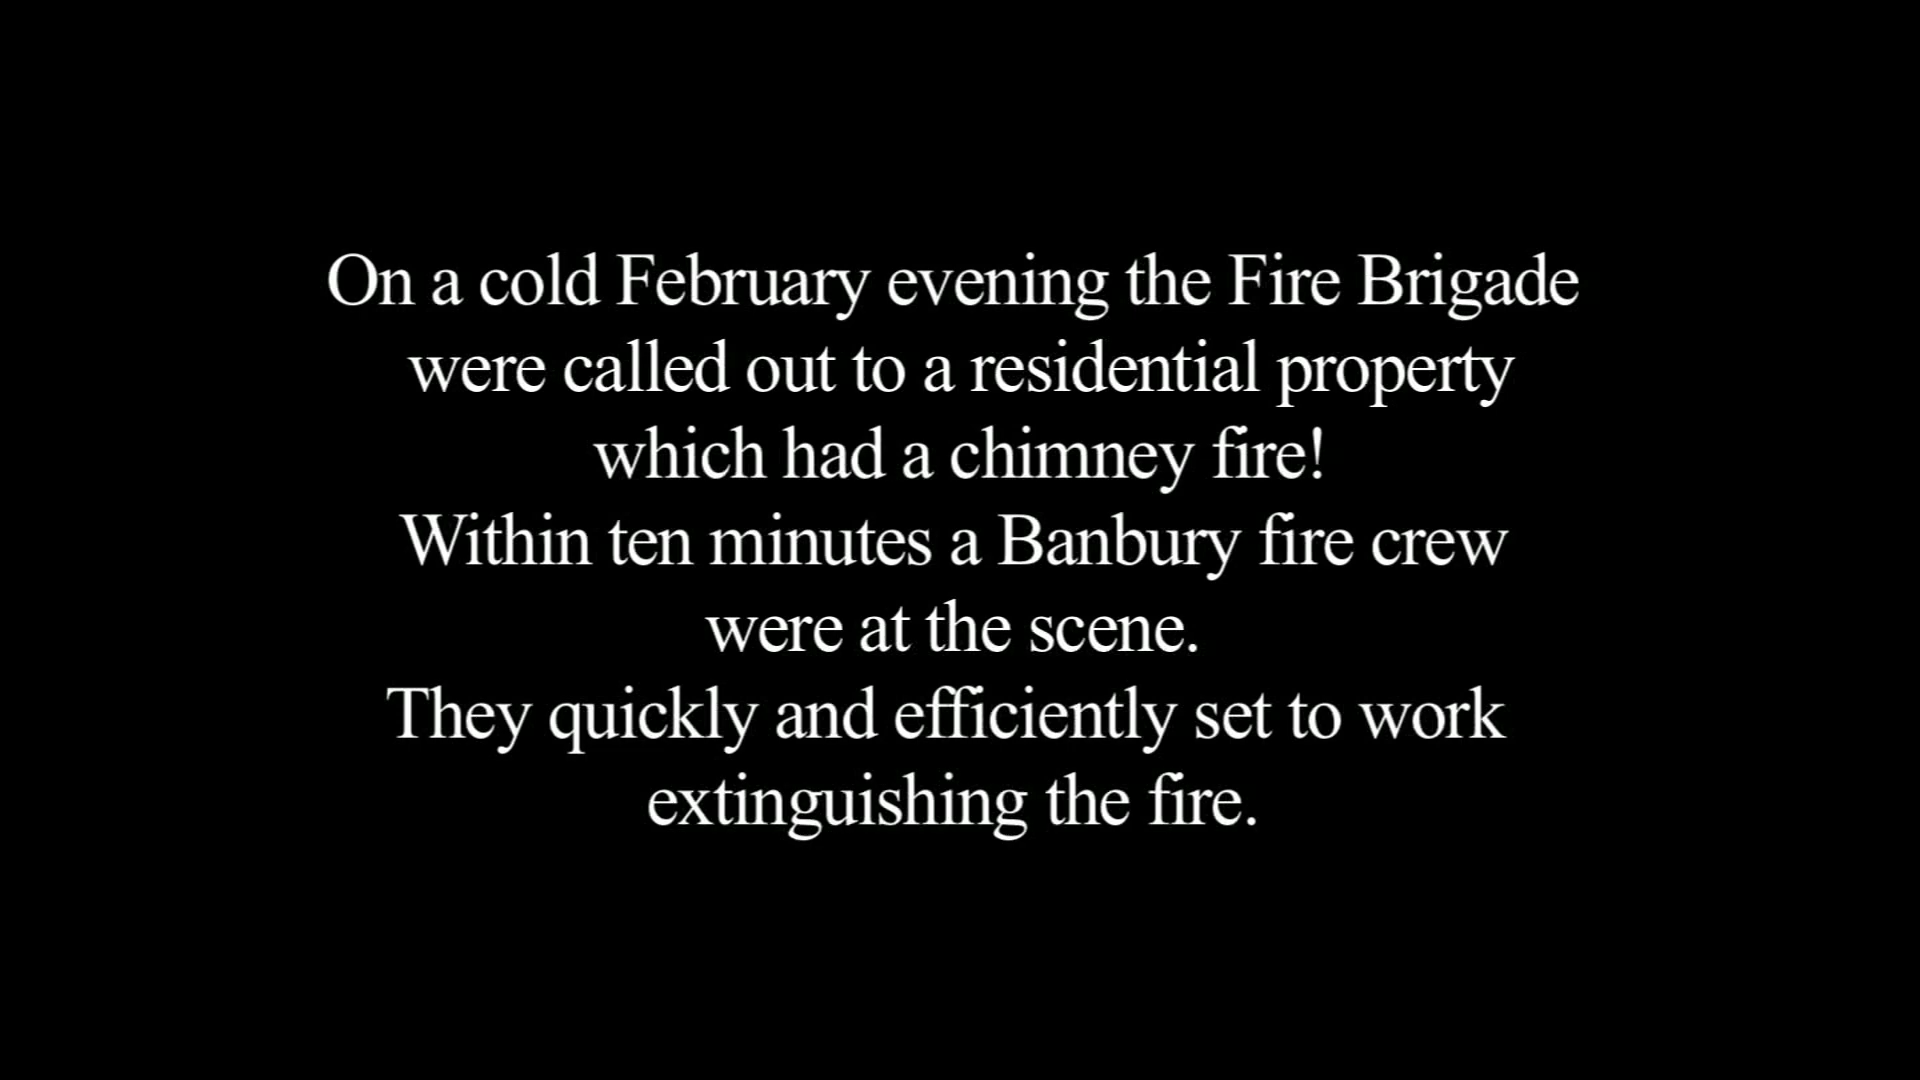 On a cold February evening the Fire Brigade
were called out to a residential property
which had a chimney fire!
Within ten minutes a Banbury fire crew
were at the scene.
They quickly and efficiently set to work
extinguishing the fire.